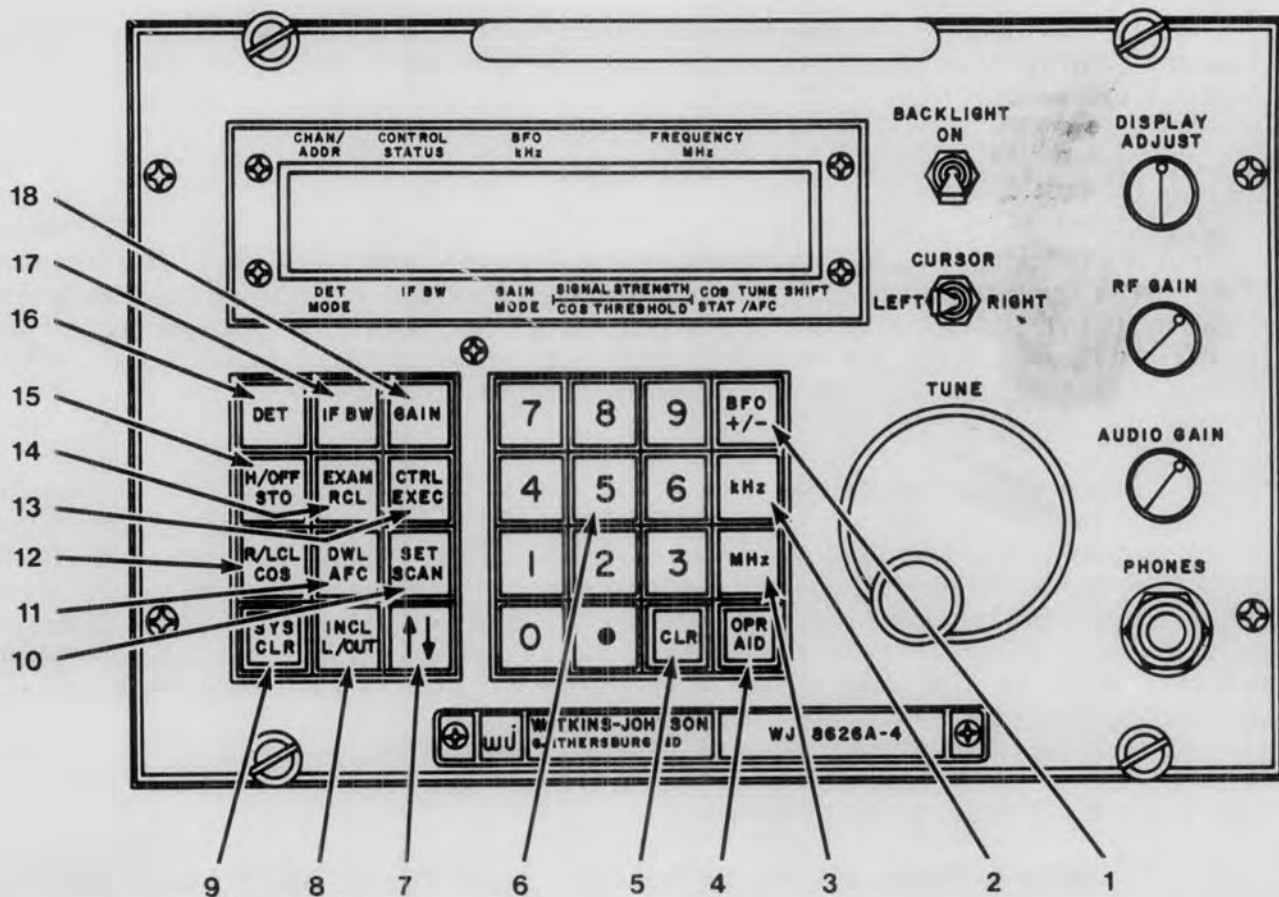 BACKLIGHT
ON
DISPLAY
ADJUST
CHAN/
ADDR
CONTROL
STATUS
BFO
kHz
FREQUENCY
MHz
DET
MODE
IF BW
GAIN
MODE
SIGNAL STRENGTH
COS THRESHOLD
COS TUNE SHIFT
STAT /AFC
CURSOR
LEFT RIGHT
RF GAIN
TUNE
AUDIO GAIN
PHONES
18
17
16
15
14
13
12
11
10
DET IF BW GAIN
H/OFF
STO
EXAM
RCL
CTRL
EXEC
R/LCL
COS
DWL
AFC
SET
SCAN
SYS
CLR
INCL
L/OUT
↑↓
7 8 9 BFO
+/-
4 5 6 kHz
1 2 3 MHz
0 • CLR OPR
AID
WJ WATKINS-JOHNSON
GAITHERSBURG MD
WJ-8626A-4
9 8 7 6 5 4 3 2 1